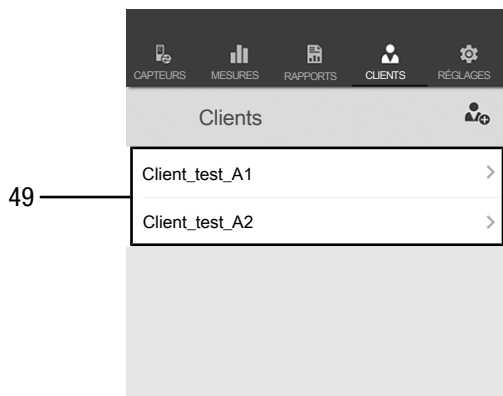 CAPTEURS MESURES RAPPORTS CLIENTS RÉGLAGES
Clients
Client_test_A1
49
Client_test_A2